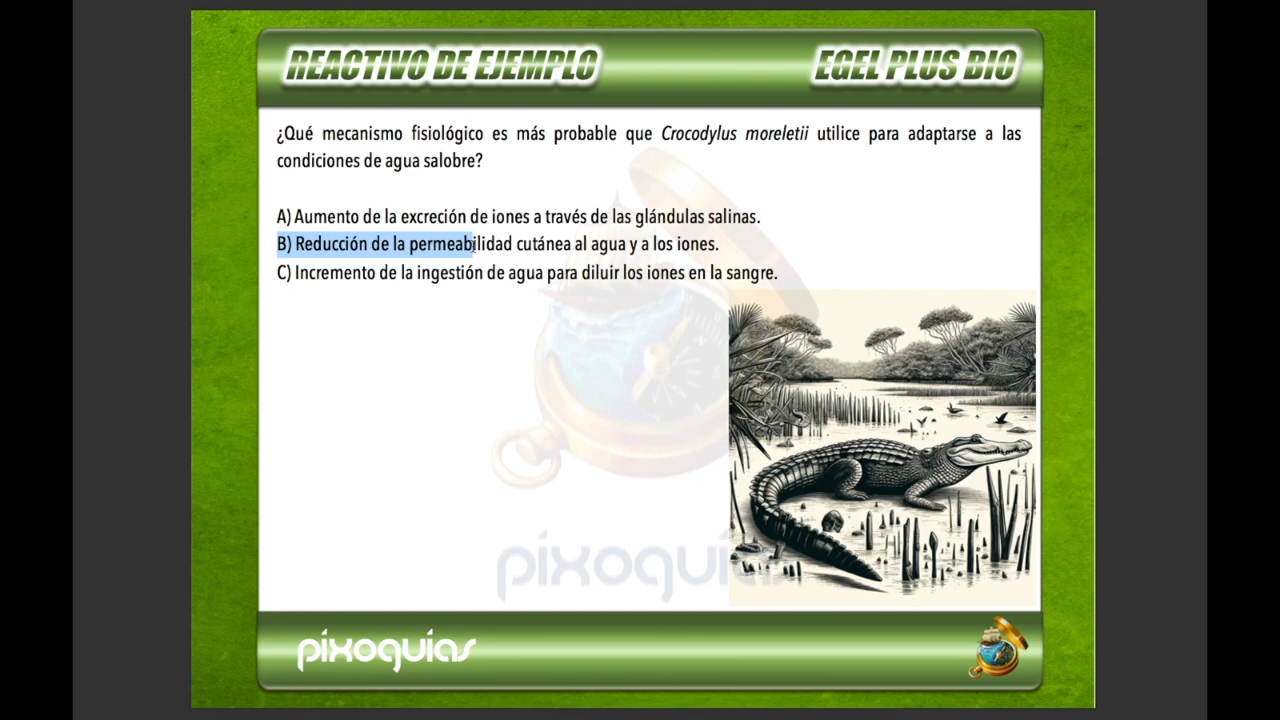 REACTIVO DE EJEMPLO
EGEL PLUS BIO
¿Qué mecanismo fisiológico es más probable que Crocodylus moreletii utilice para adaptarse a las
condiciones de agua salobre?
A) Aumento de la excreción de iones a través de las glándulas salinas.
B) Reducción de la permeabilidad cutánea al agua y a los iones.
C) Incremento de la ingestión de agua para diluir los iones en la sangre.
pixoguías
pixoguías